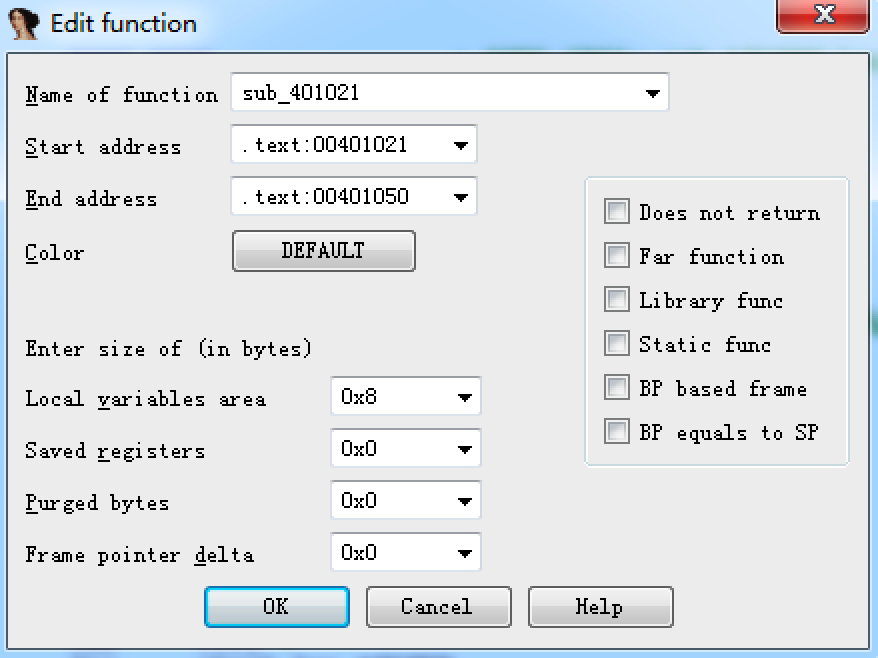 Edit function
Name of function sub_401021
Start address .text:00401021
End address .text:00401050
Color DEFAULT
Does not return
Far function
Library func
Static func
BP based frame
BP equals to SP
Enter size of (in bytes)
Local variables area 0x8
Saved registers 0x0
Purged bytes 0x0
Frame pointer delta 0x0
OK Cancel Help